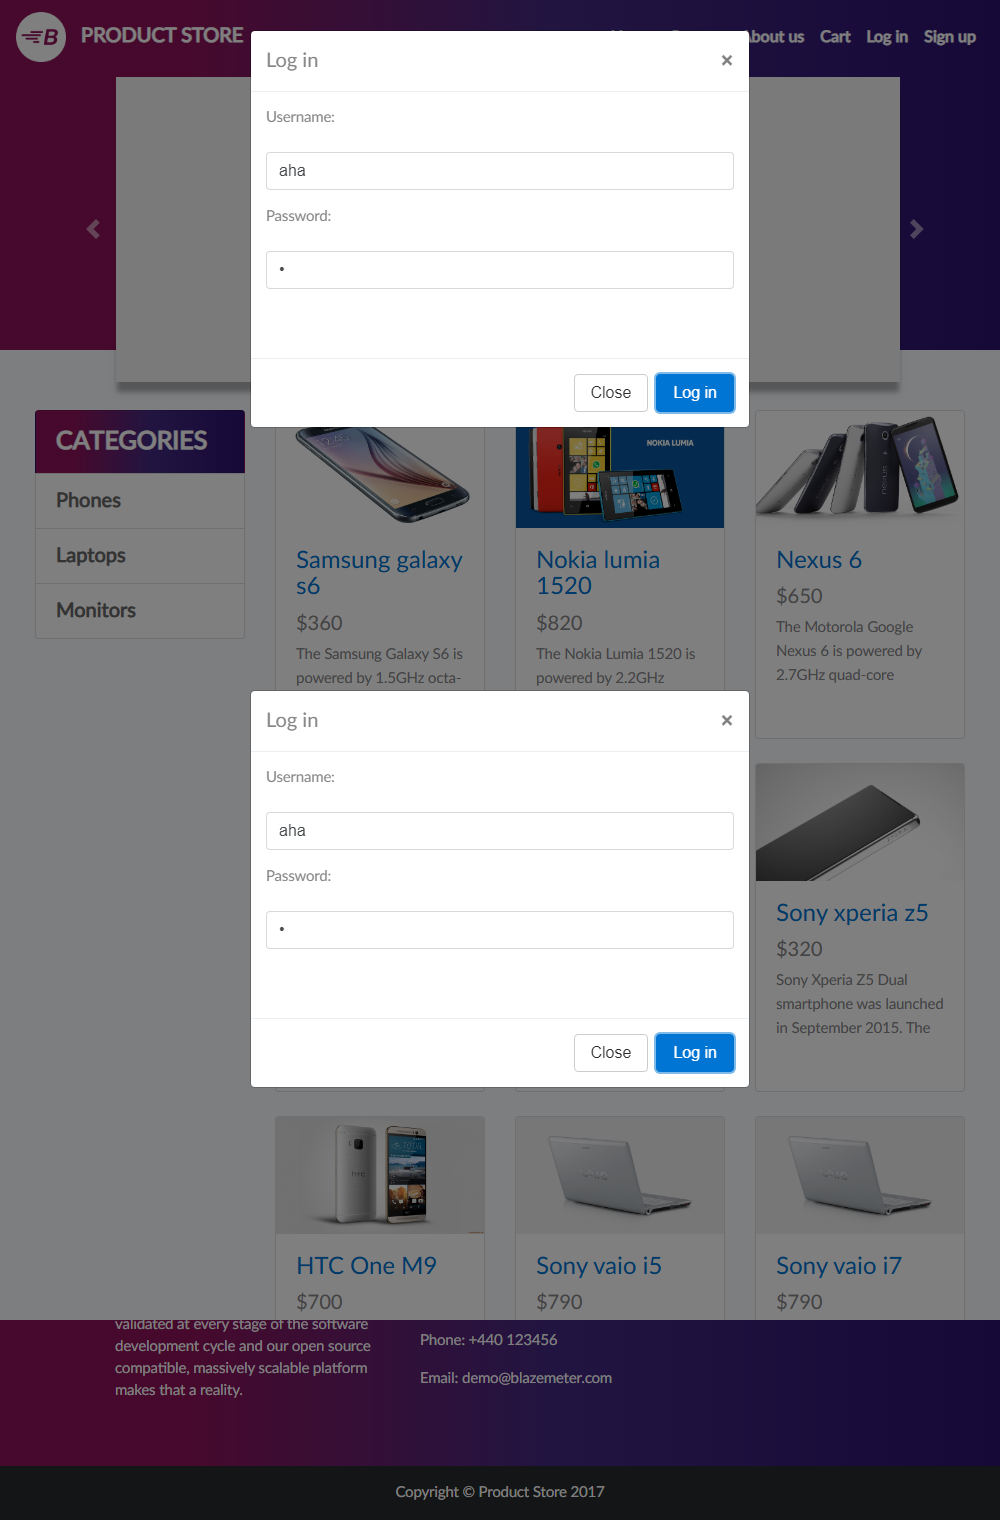 B PRODUCT STORE
About us Cart Log in Sign up
Log in ×
Username:
aha
Password:
•
Close Log in
CATEGORIES
Phones
Laptops
Monitors
NOKIA LUMIA
Samsung galaxy
s6
$360
The Samsung Galaxy S6 is
powered by 1.5GHz octa-
Nokia lumia
1520
$820
The Nokia Lumia 1520 is
powered by 2.2GHz
nexus
Nexus 6
$650
The Motorola Google
Nexus 6 is powered by
2.7GHz quad-core
Log in ×
Username:
aha
Password:
•
Close Log in
Sony xperia z5
$320
Sony Xperia Z5 Dual
smartphone was launched
in September 2015. The
HTC One M9
$700
Sony vaio i5
$790
Sony vaio i7
$790
validated at every stage of the software
development cycle and our open source
compatible, massively scalable platform
makes that a reality.
Phone: +440 123456
Email: demo@blazemeter.com
Copyright © Product Store 2017